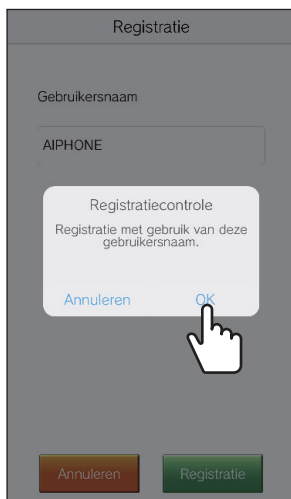 Registratie
Gebruikersnaam
AIPHONE
Registratiecontrole
Registratie met gebruik van deze
gebruikersnaam.
Annuleren OK
Annuleren Registratie